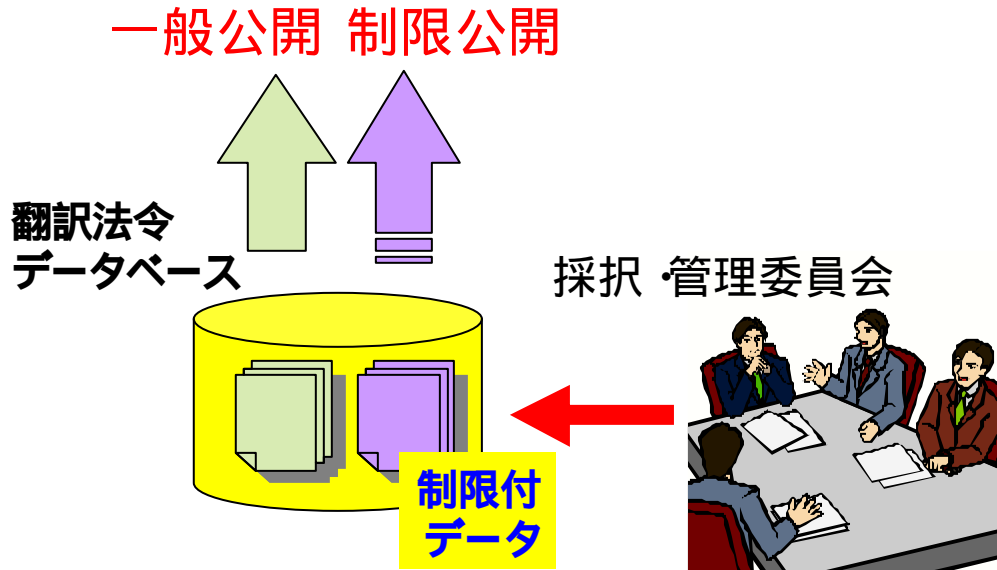 一般公開 制限公開
翻訳法令
データベース
採択・管理委員会
制限付
データ